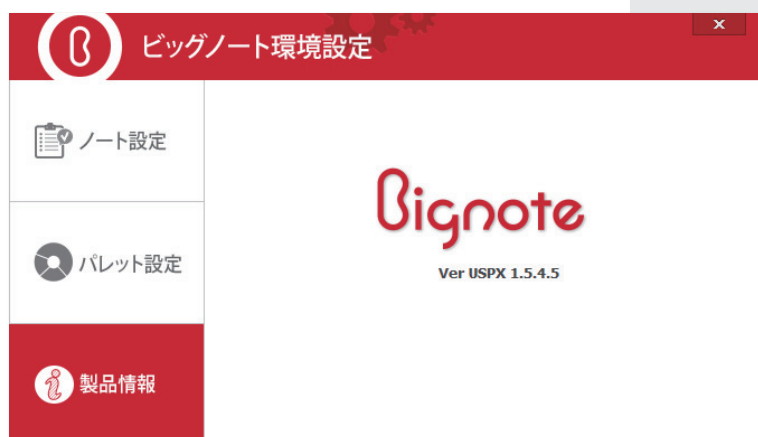 ビッグノート環境設定
x
ノート設定
Bignote
パレット設定
Ver USPX 1.5.4.5
製品情報